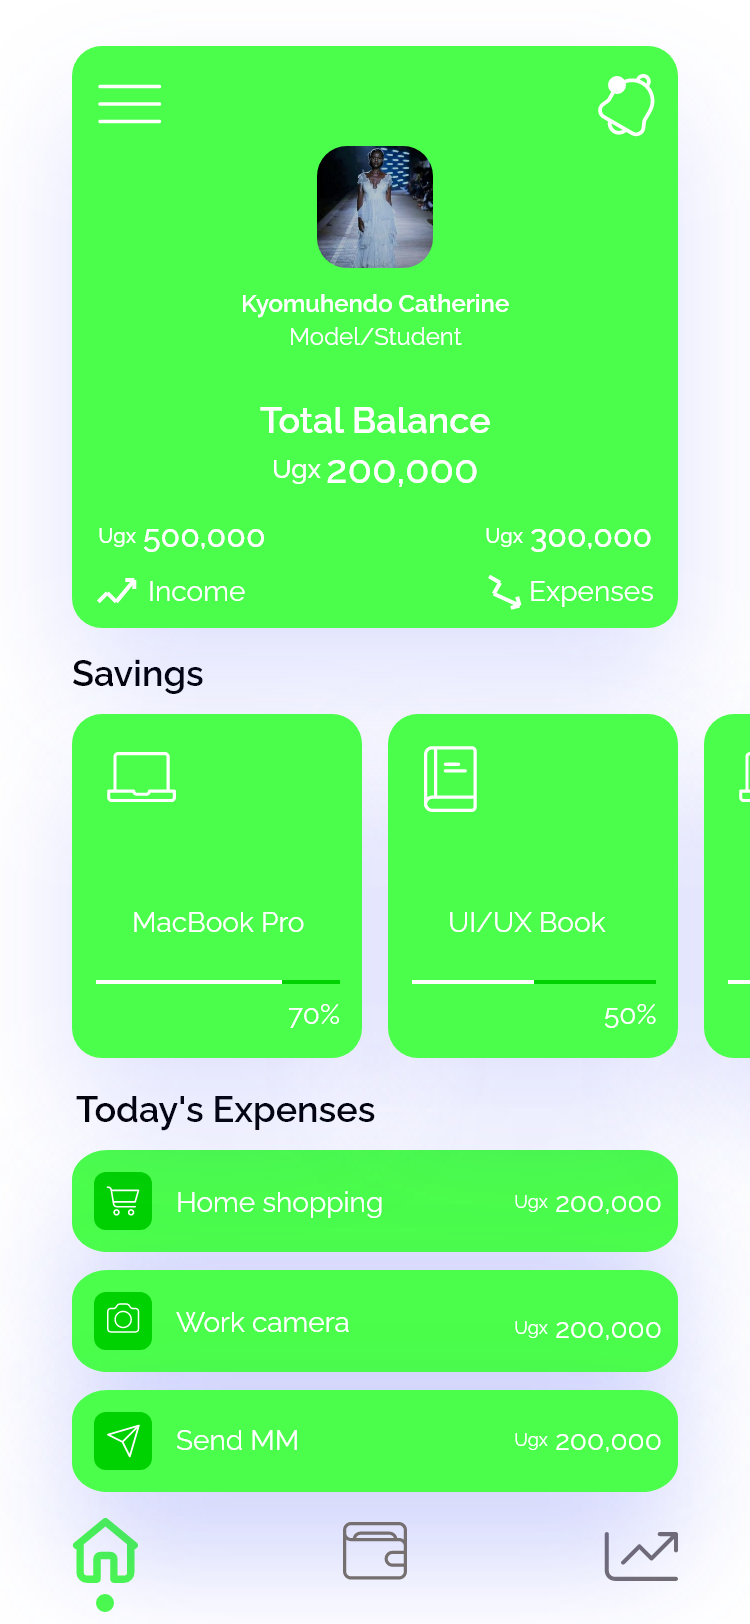 Kyomuhendo Catherine
Model/Student
Total Balance
Ugx 200,000
Ugx 500,000
Ugx 300,000
Income
Expenses
Savings
MacBook Pro
UI/UX Book
70%
50%
Today's Expenses
Home shopping Ugx 200,000
Work camera Ugx 200,000
Send MM Ugx 200,000